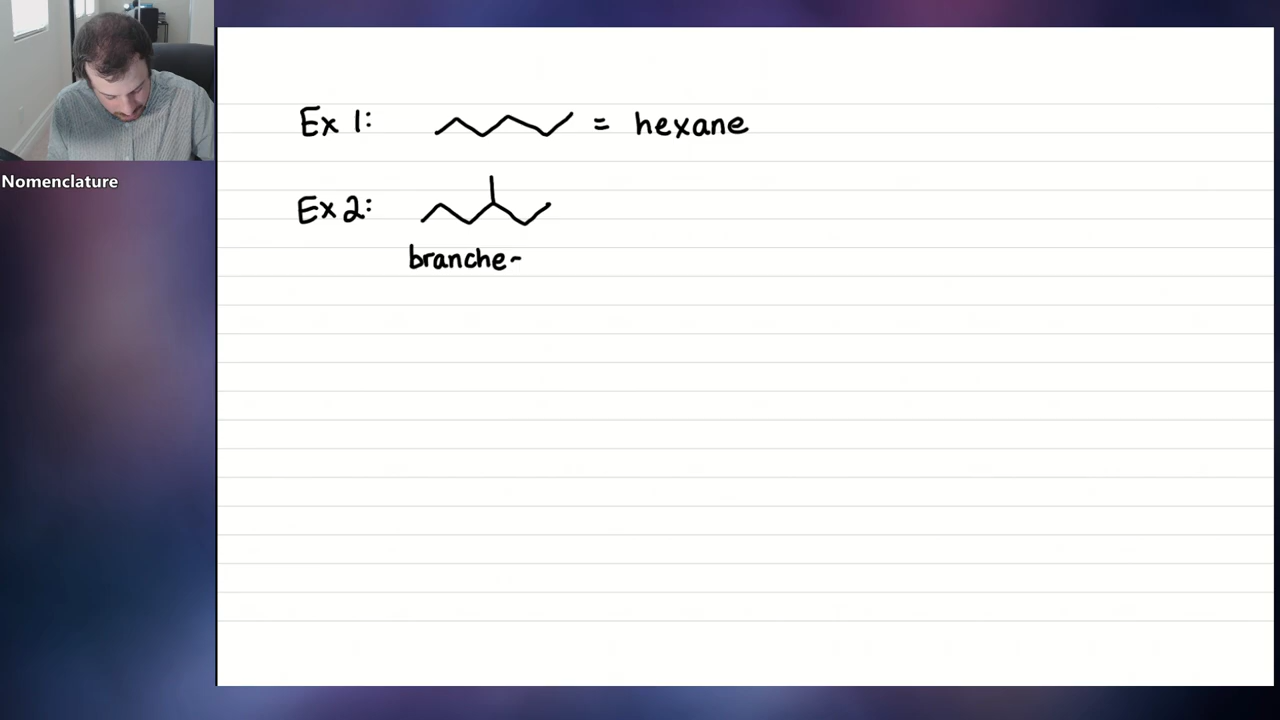 Nomenclature
Ex 1: = hexane
Ex 2:
branche-